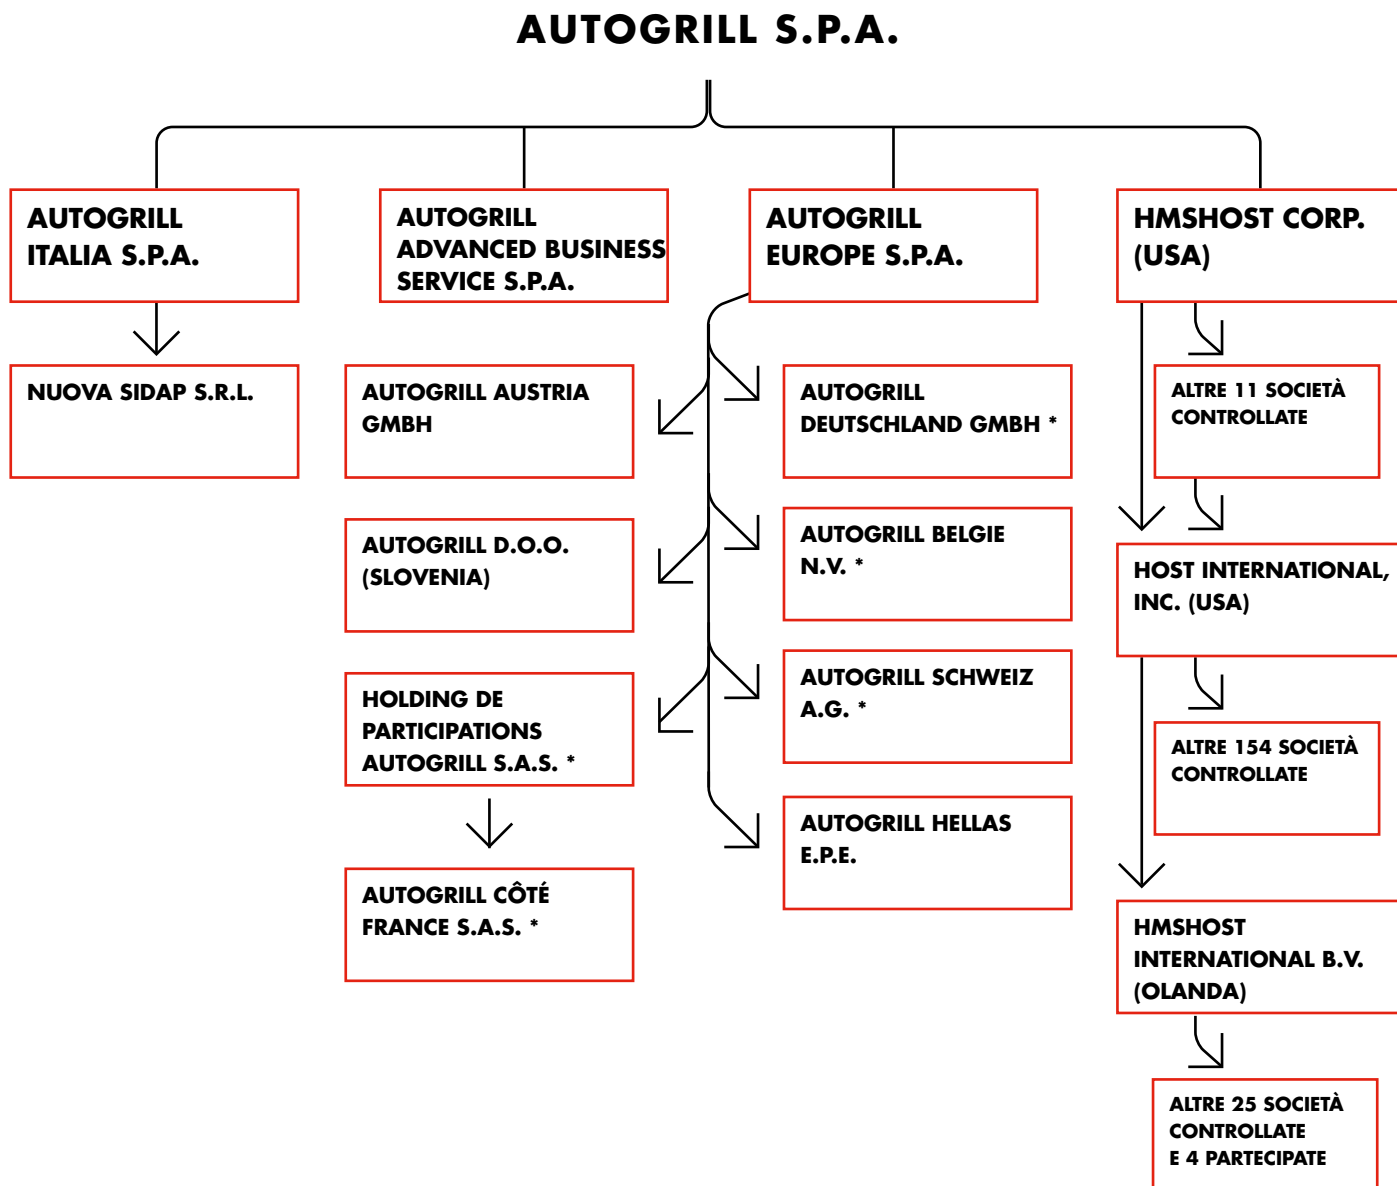 AUTOGRILL S.P.A.
AUTOGRILL
ITALIA S.P.A.
AUTOGRILL
ADVANCED BUSINESS
SERVICE S.P.A.
AUTOGRILL
EUROPE S.P.A.
HMSHOST CORP.
(USA)
NUOVA SIDAP S.R.L.
AUTOGRILL AUSTRIA
GMBH
AUTOGRILL
DEUTSCHLAND GMBH *
ALTRE 11 SOCIETÀ
CONTROLLATE
AUTOGRILL D.O.O.
(SLOVENIA)
AUTOGRILL BELGIE
N.V. *
HOST INTERNATIONAL,
INC. (USA)
HOLDING DE
PARTICIPATIONS
AUTOGRILL S.A.S. *
AUTOGRILL SCHWEIZ
A.G. *
ALTRE 154 SOCIETÀ
CONTROLLATE
AUTOGRILL CÔTÉ
FRANCE S.A.S. *
AUTOGRILL HELLAS
E.P.E.
HMSHOST
INTERNATIONAL B.V.
(OLANDA)
ALTRE 25 SOCIETÀ
CONTROLLATE
E 4 PARTECIPATE